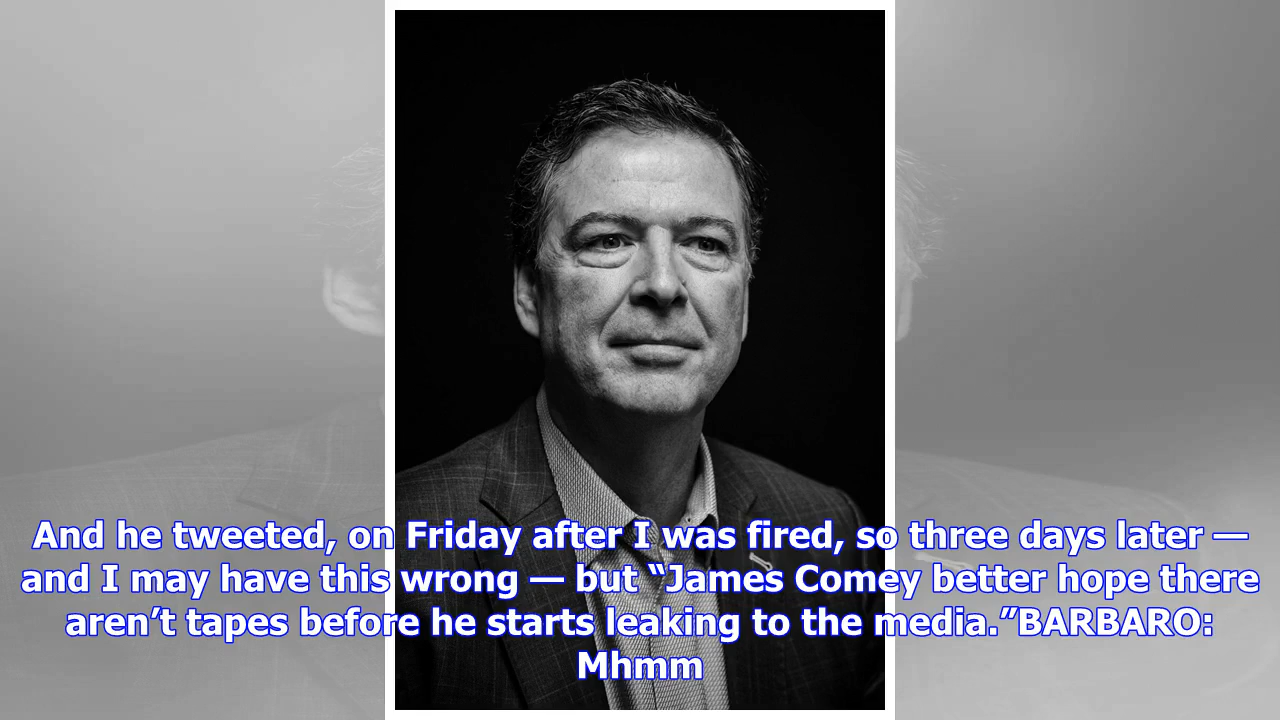 And he tweeted, on Friday after I was fired, so three days later —
and I may have this wrong — but “James Comey better hope there
aren’t tapes before he starts leaking to the media.”BARBARO:
Mhmm